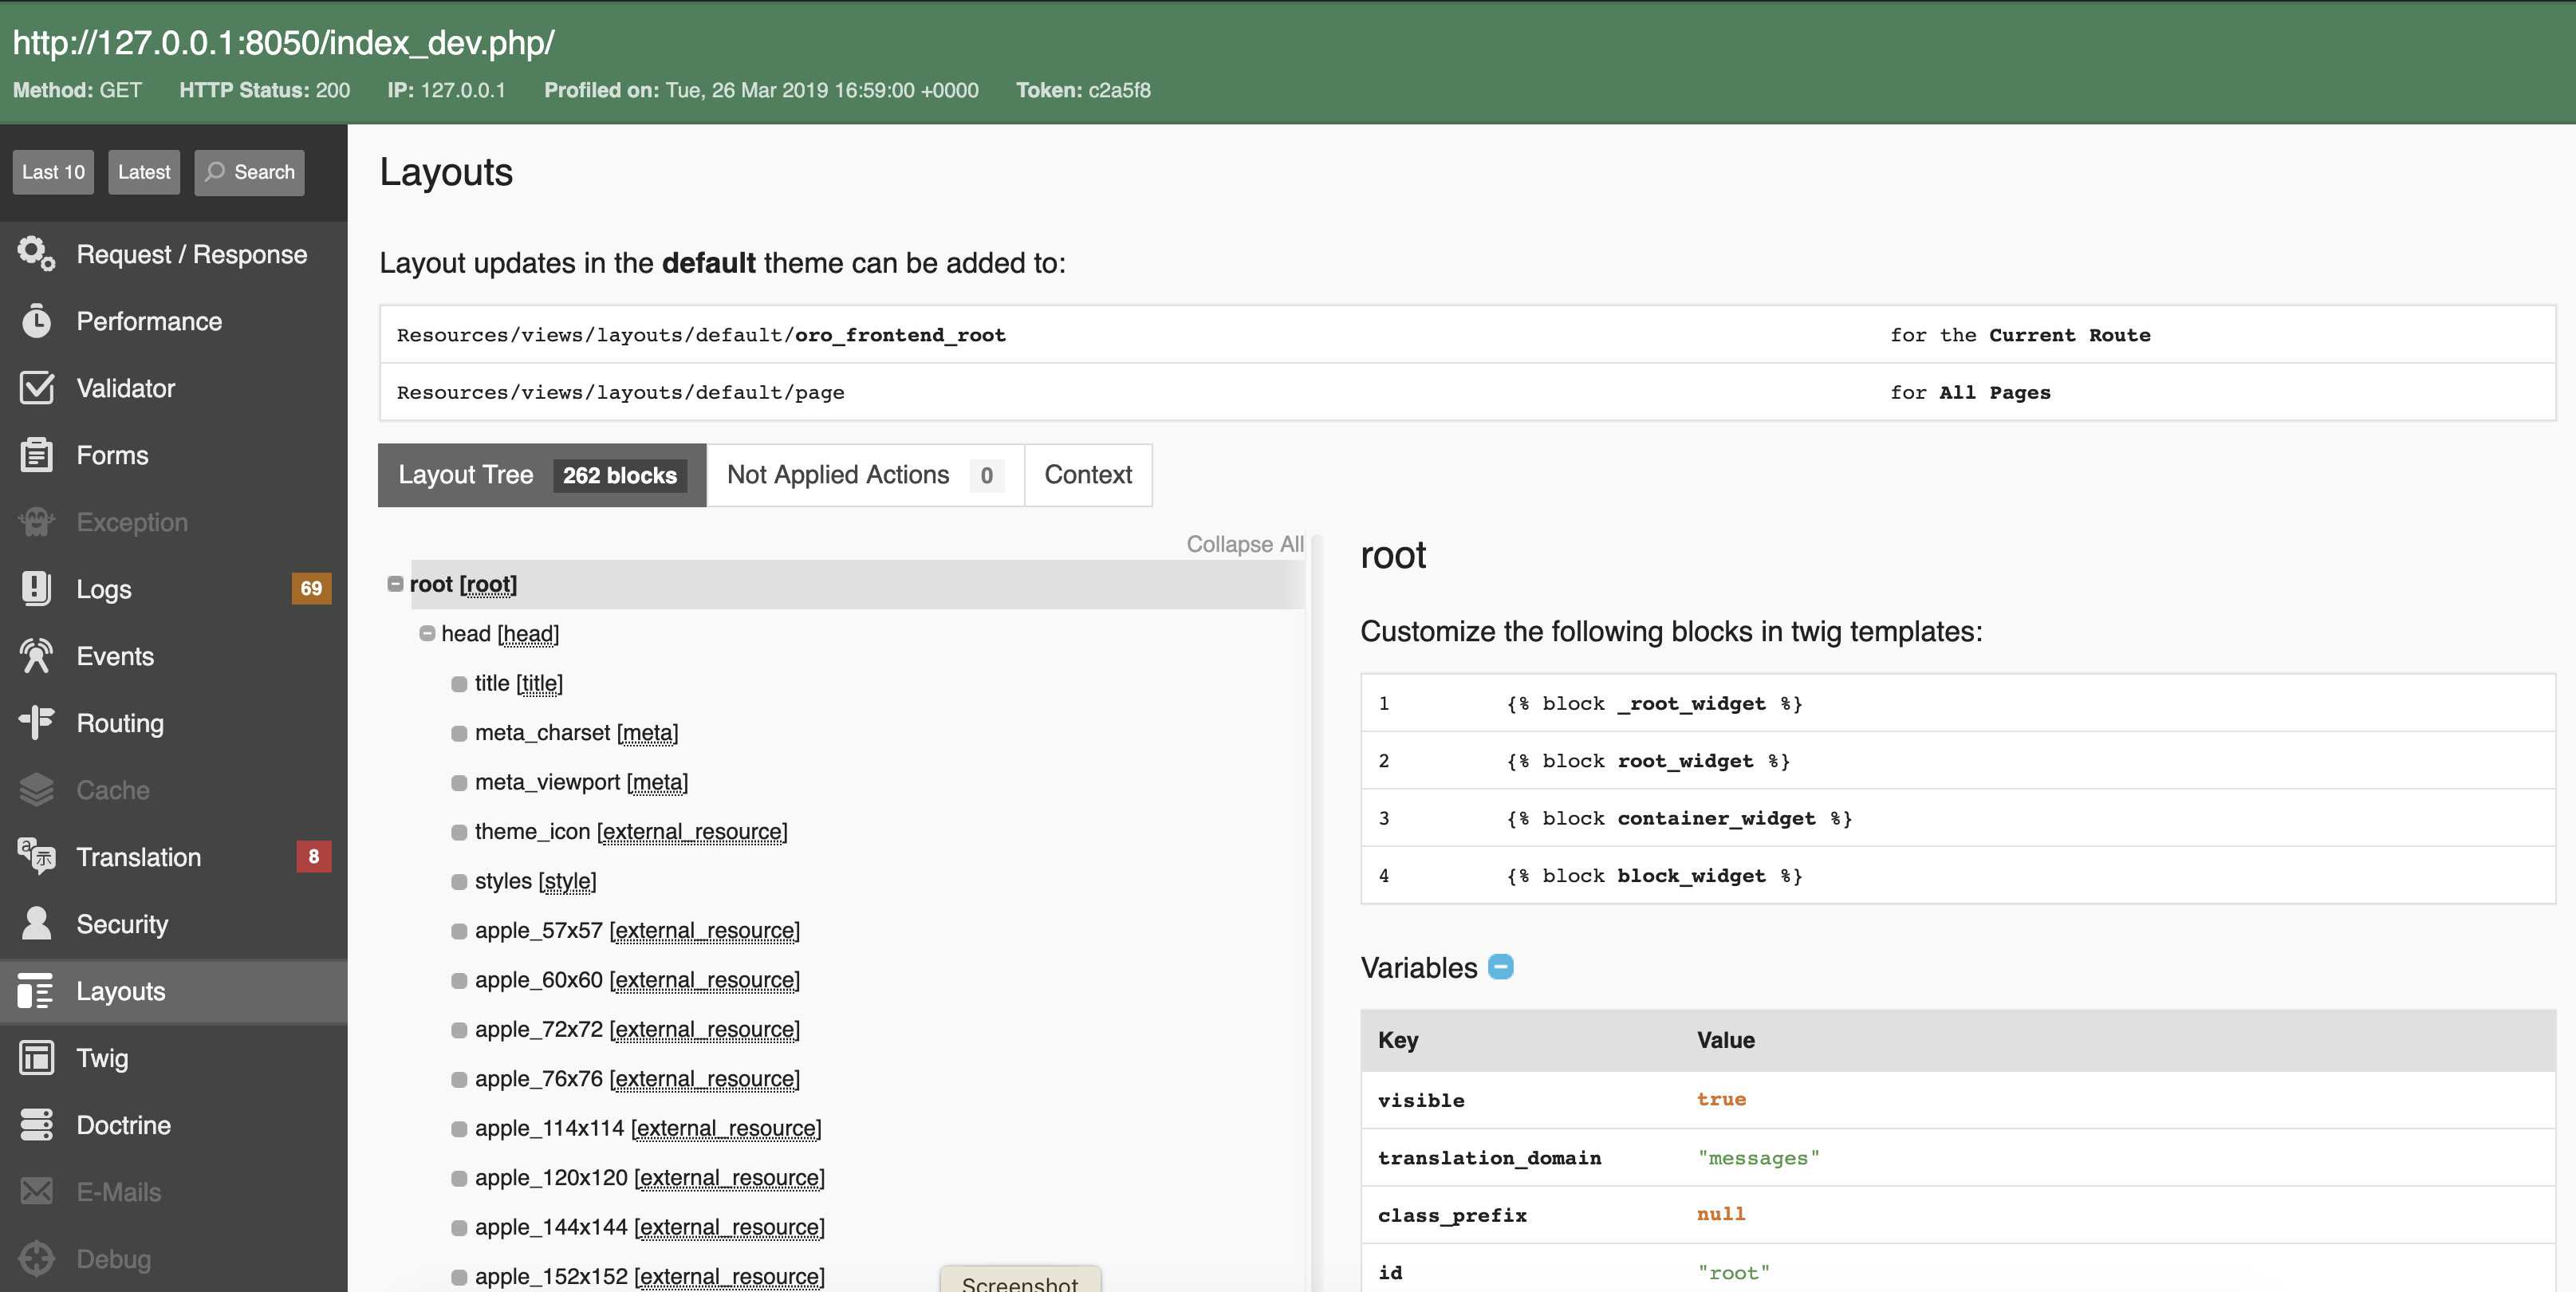 http://127.0.0.1:8050/index_dev.php/
Method: GET HTTP Status: 200 IP: 127.0.0.1 Profiled on: Tue, 26 Mar 2019 16:59:00 +0000 Token: c2a5f8
Last 10 Latest Search
Request / Response
Performance
Validator
Forms
Exception
Logs 69
Events
Routing
Cache
Translation 8
Security
Layouts
Twig
Doctrine
E-Mails
Debug
Layouts
Layout updates in the default theme can be added to:
Resources/views/layouts/default/oro_frontend_root for the Current Route
Resources/views/layouts/default/page for All Pages
Layout Tree 262 blocks Not Applied Actions 0 Context
Collapse All
root [root]
head [head]
title [title]
meta_charset [meta]
meta_viewport [meta]
theme_icon [external_resource]
styles [style]
apple_57x57 [external_resource]
apple_60x60 [external_resource]
apple_72x72 [external_resource]
apple_76x76 [external_resource]
apple_114x114 [external_resource]
apple_120x120 [external_resource]
apple_144x144 [external_resource]
apple_152x152 [external_resource]
Screenshot
root
Customize the following blocks in twig templates:
1 {% block _root_widget %}
2 {% block root_widget %}
3 {% block container_widget %}
4 {% block block_widget %}
Variables
Key Value
visible true
translation_domain "messages"
class_prefix null
id "root"